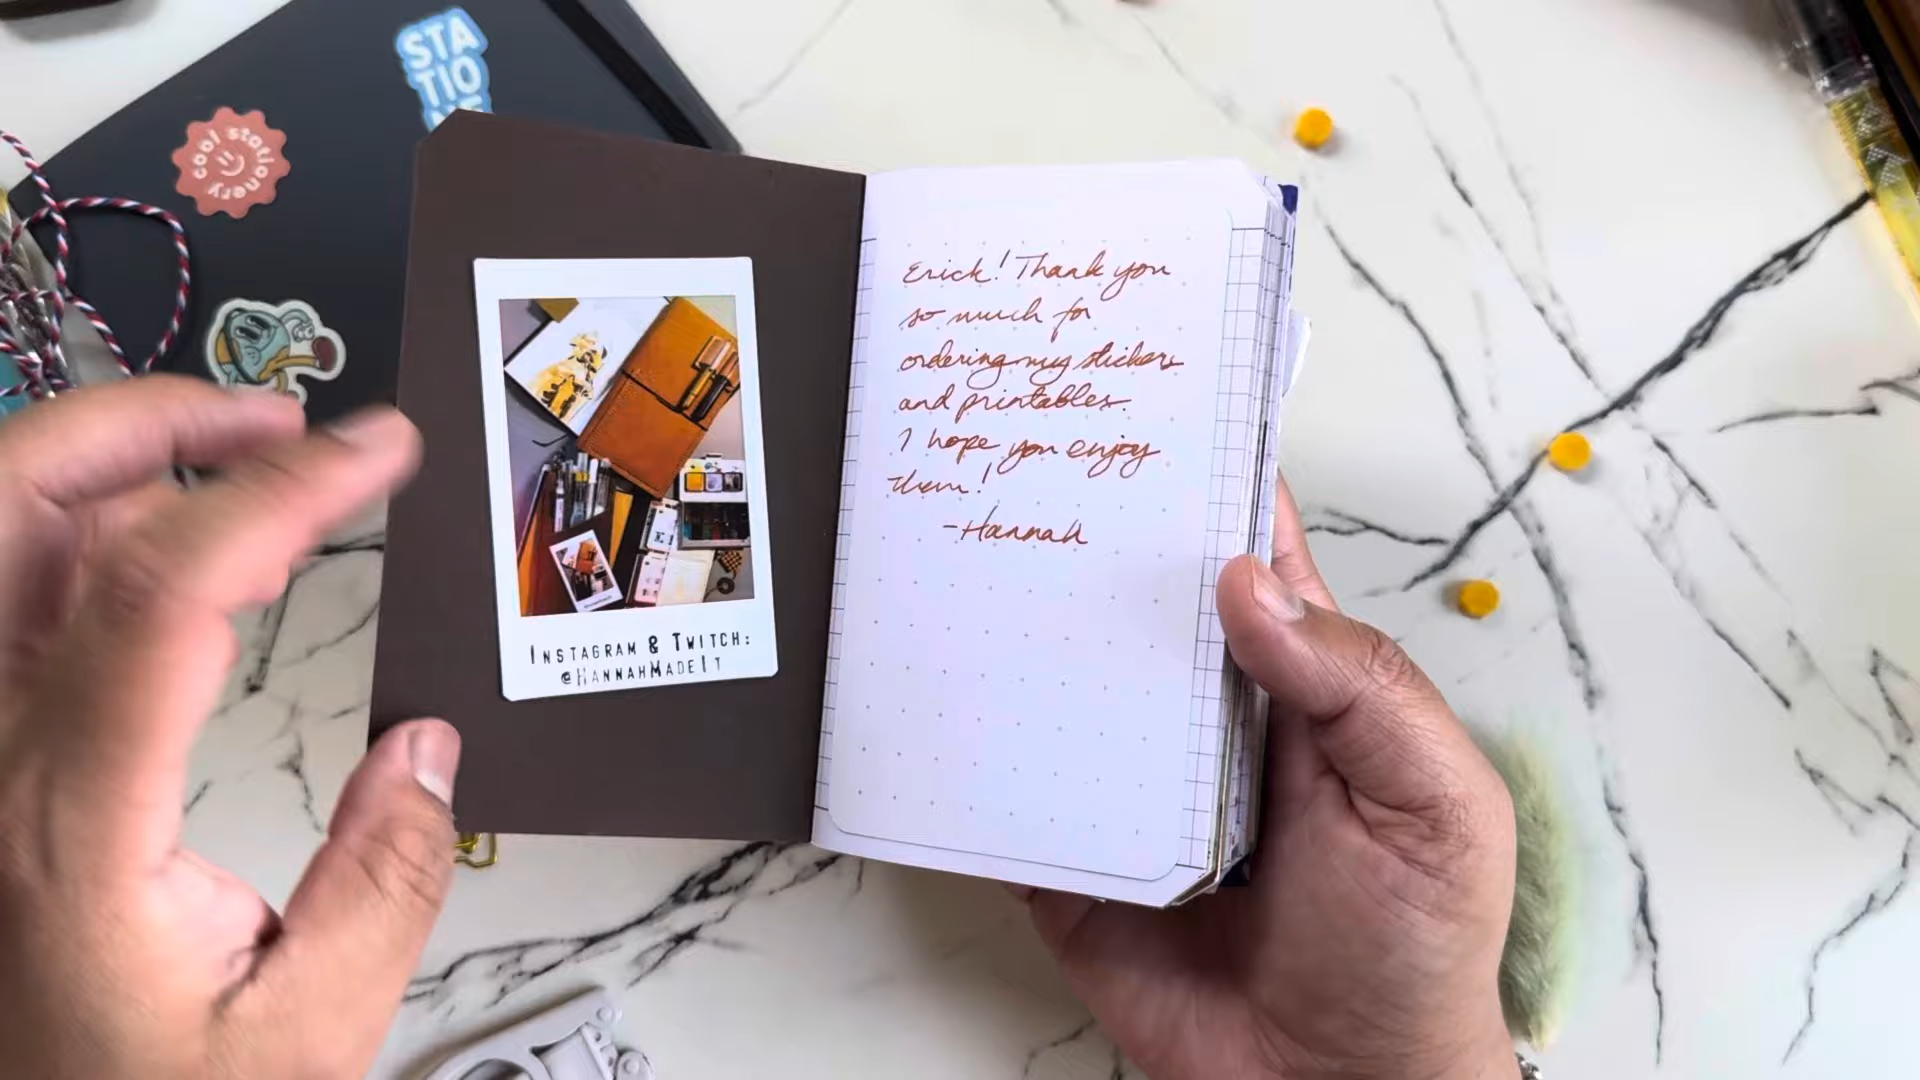 STA
TIO
cool stationery
Erick! Thank you
so much for
ordering my stickers
and printables.
I hope you enjoy
them!
-Hannah
INSTAGRAM & TWITCH:
@HANNAHMADEIT